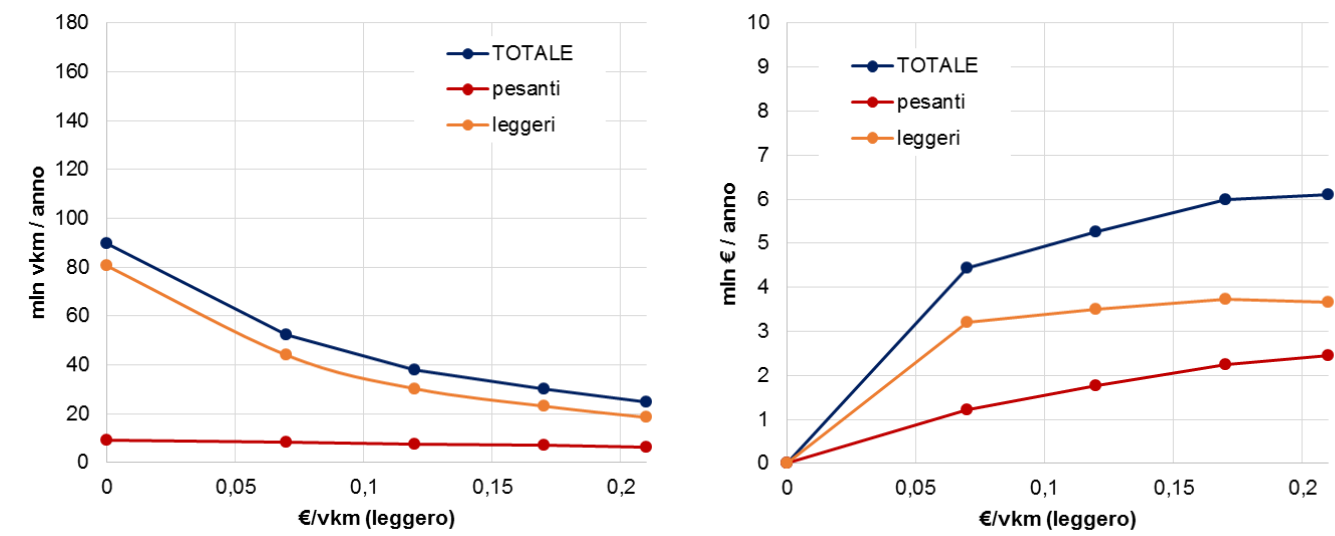 180
160
140
120
100
80
60
40
20
0
mln vkm / anno
TOTALE
pesanti
leggeri
0 0,05 0,1 0,15 0,2
€/vkm (leggero)
10
9
8
7
6
5
4
3
2
1
0
mln € / anno
TOTALE
pesanti
leggeri
0 0,05 0,1 0,15 0,2
€/vkm (leggero)